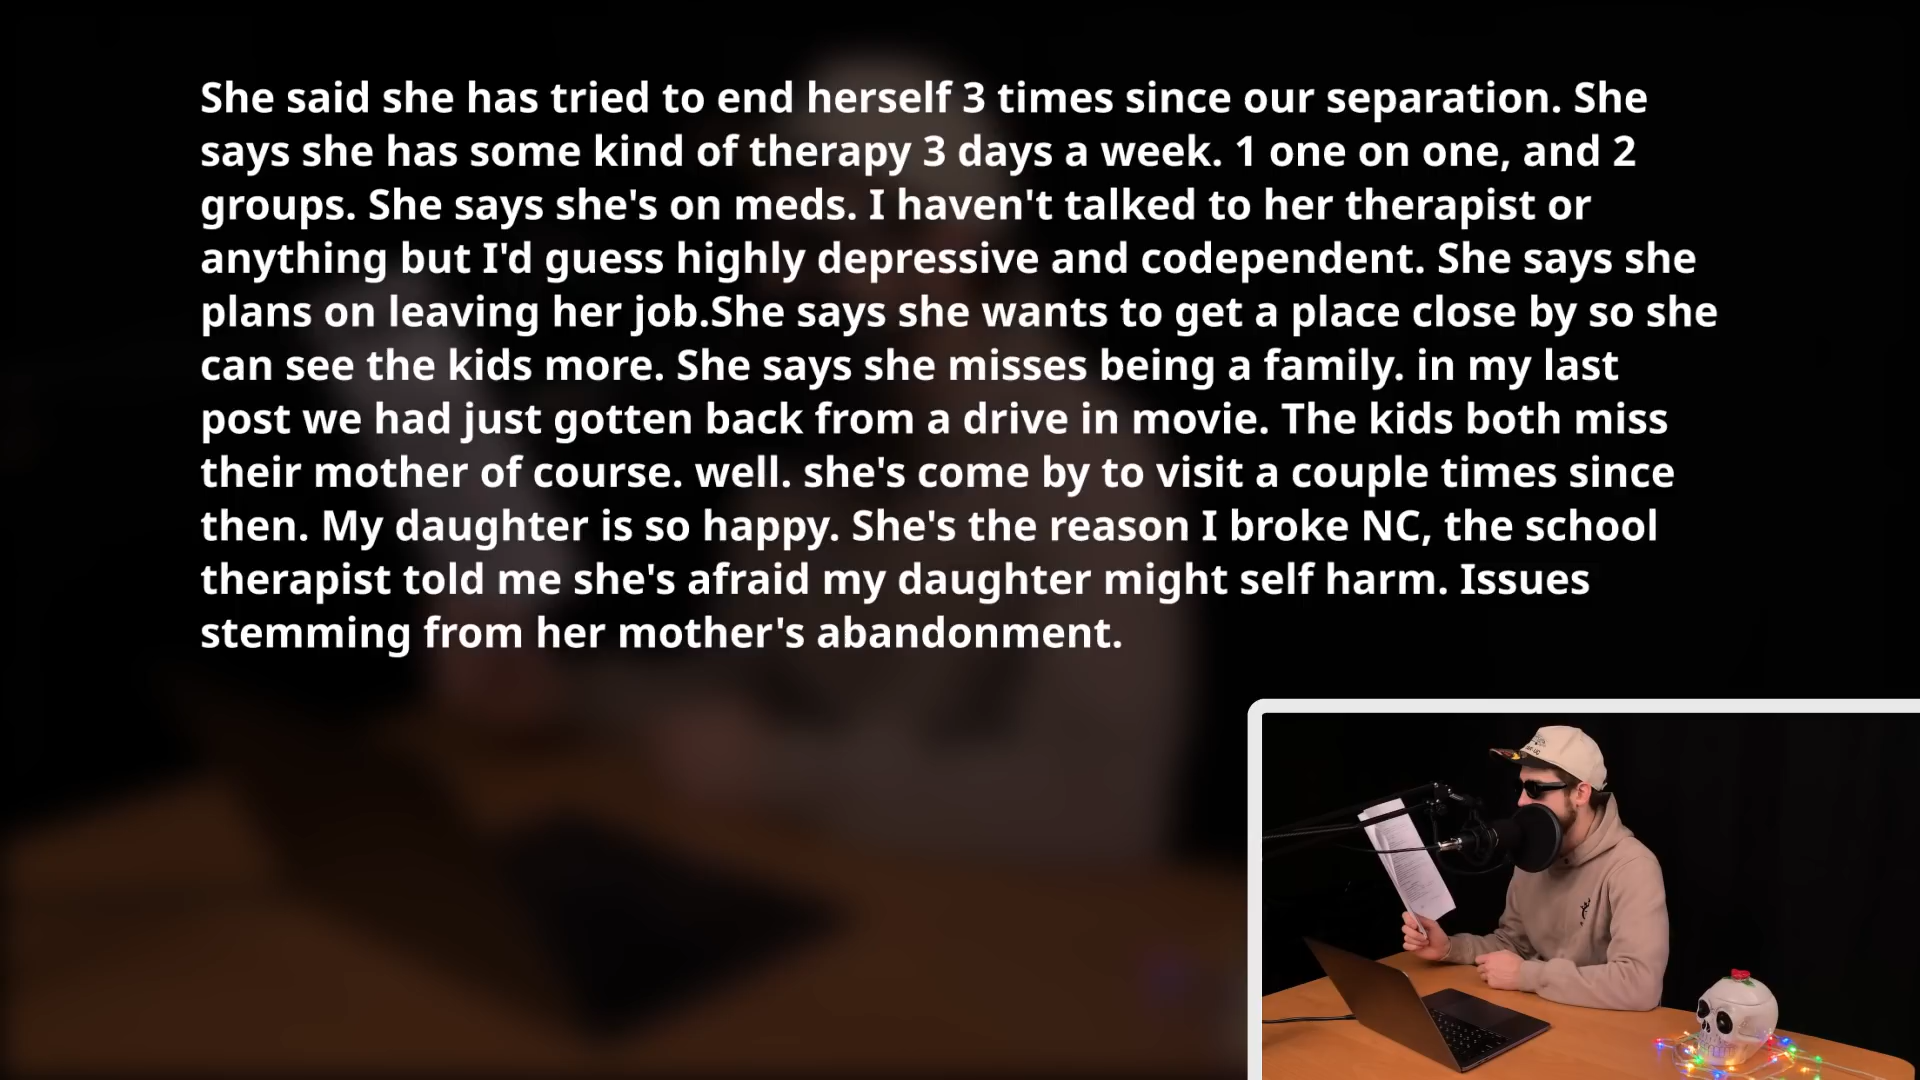 She said she has tried to end herself 3 times since our separation. She
says she has some kind of therapy 3 days a week. 1 one on one, and 2
groups. She says she's on meds. I haven't talked to her therapist or
anything but I'd guess highly depressive and codependent. She says she
plans on leaving her job.She says she wants to get a place close by so she
can see the kids more. She says she misses being a family. in my last
post we had just gotten back from a drive in movie. The kids both miss
their mother of course. well. she's come by to visit a couple times since
then. My daughter is so happy. She's the reason I broke NC, the school
therapist told me she's afraid my daughter might self harm. Issues
stemming from her mother's abandonment.